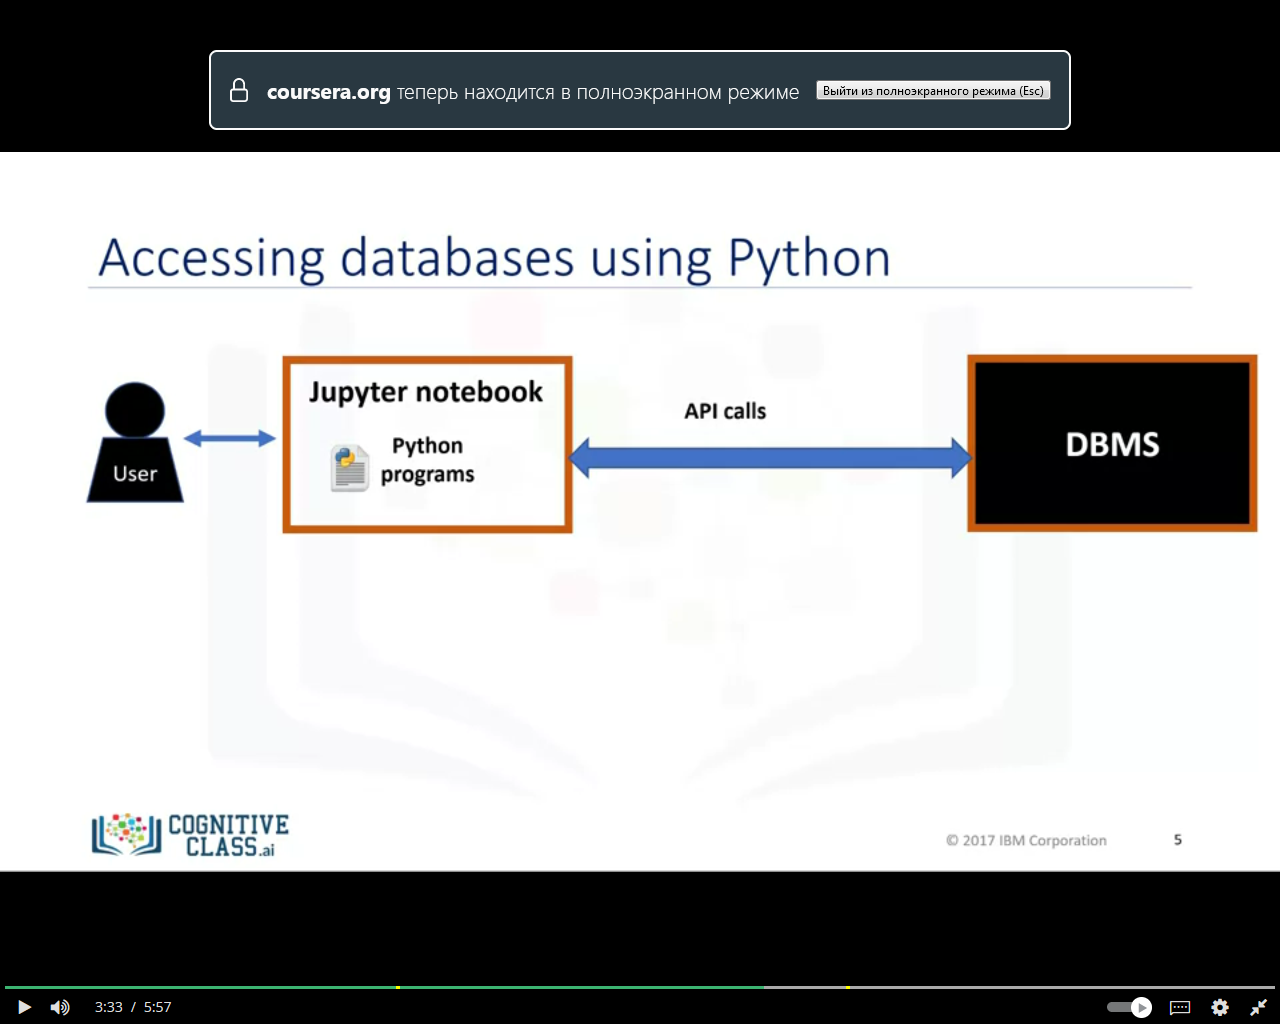 coursera.org теперь находится в полноэкранном режиме
Выйти из полноэкранного режима (Esc)
Accessing databases using Python
User
Jupyter notebook
Python
programs
API calls
DBMS
COGNITIVE
CLASS.ai
© 2017 IBM Corporation
5
3:33 / 5:57